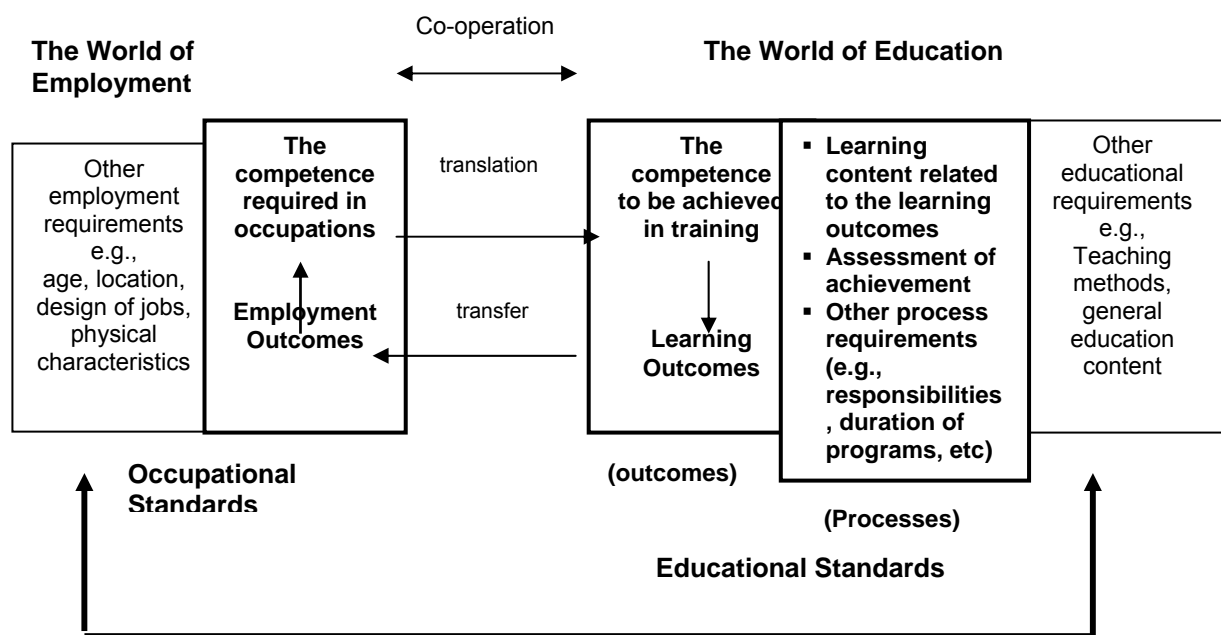 Co-operation
The World of
Employment
The World of Education
Other
employment
requirements
e.g.,
age, location,
design of jobs,
physical
characteristics
The
competence
required in
occupations
Employment
Outcomes
translation
transfer
The
competence
to be achieved
in training
Learning
Outcomes
▪ Learning
content related
to the learning
outcomes
▪ Assessment of
achievement
▪ Other process
requirements
(e.g.,
responsibilities
, duration of
programs, etc)
Other
educational
requirements
e.g.,
Teaching
methods,
general
education
content
Occupational
Standards
(outcomes)
(Processes)
Educational Standards